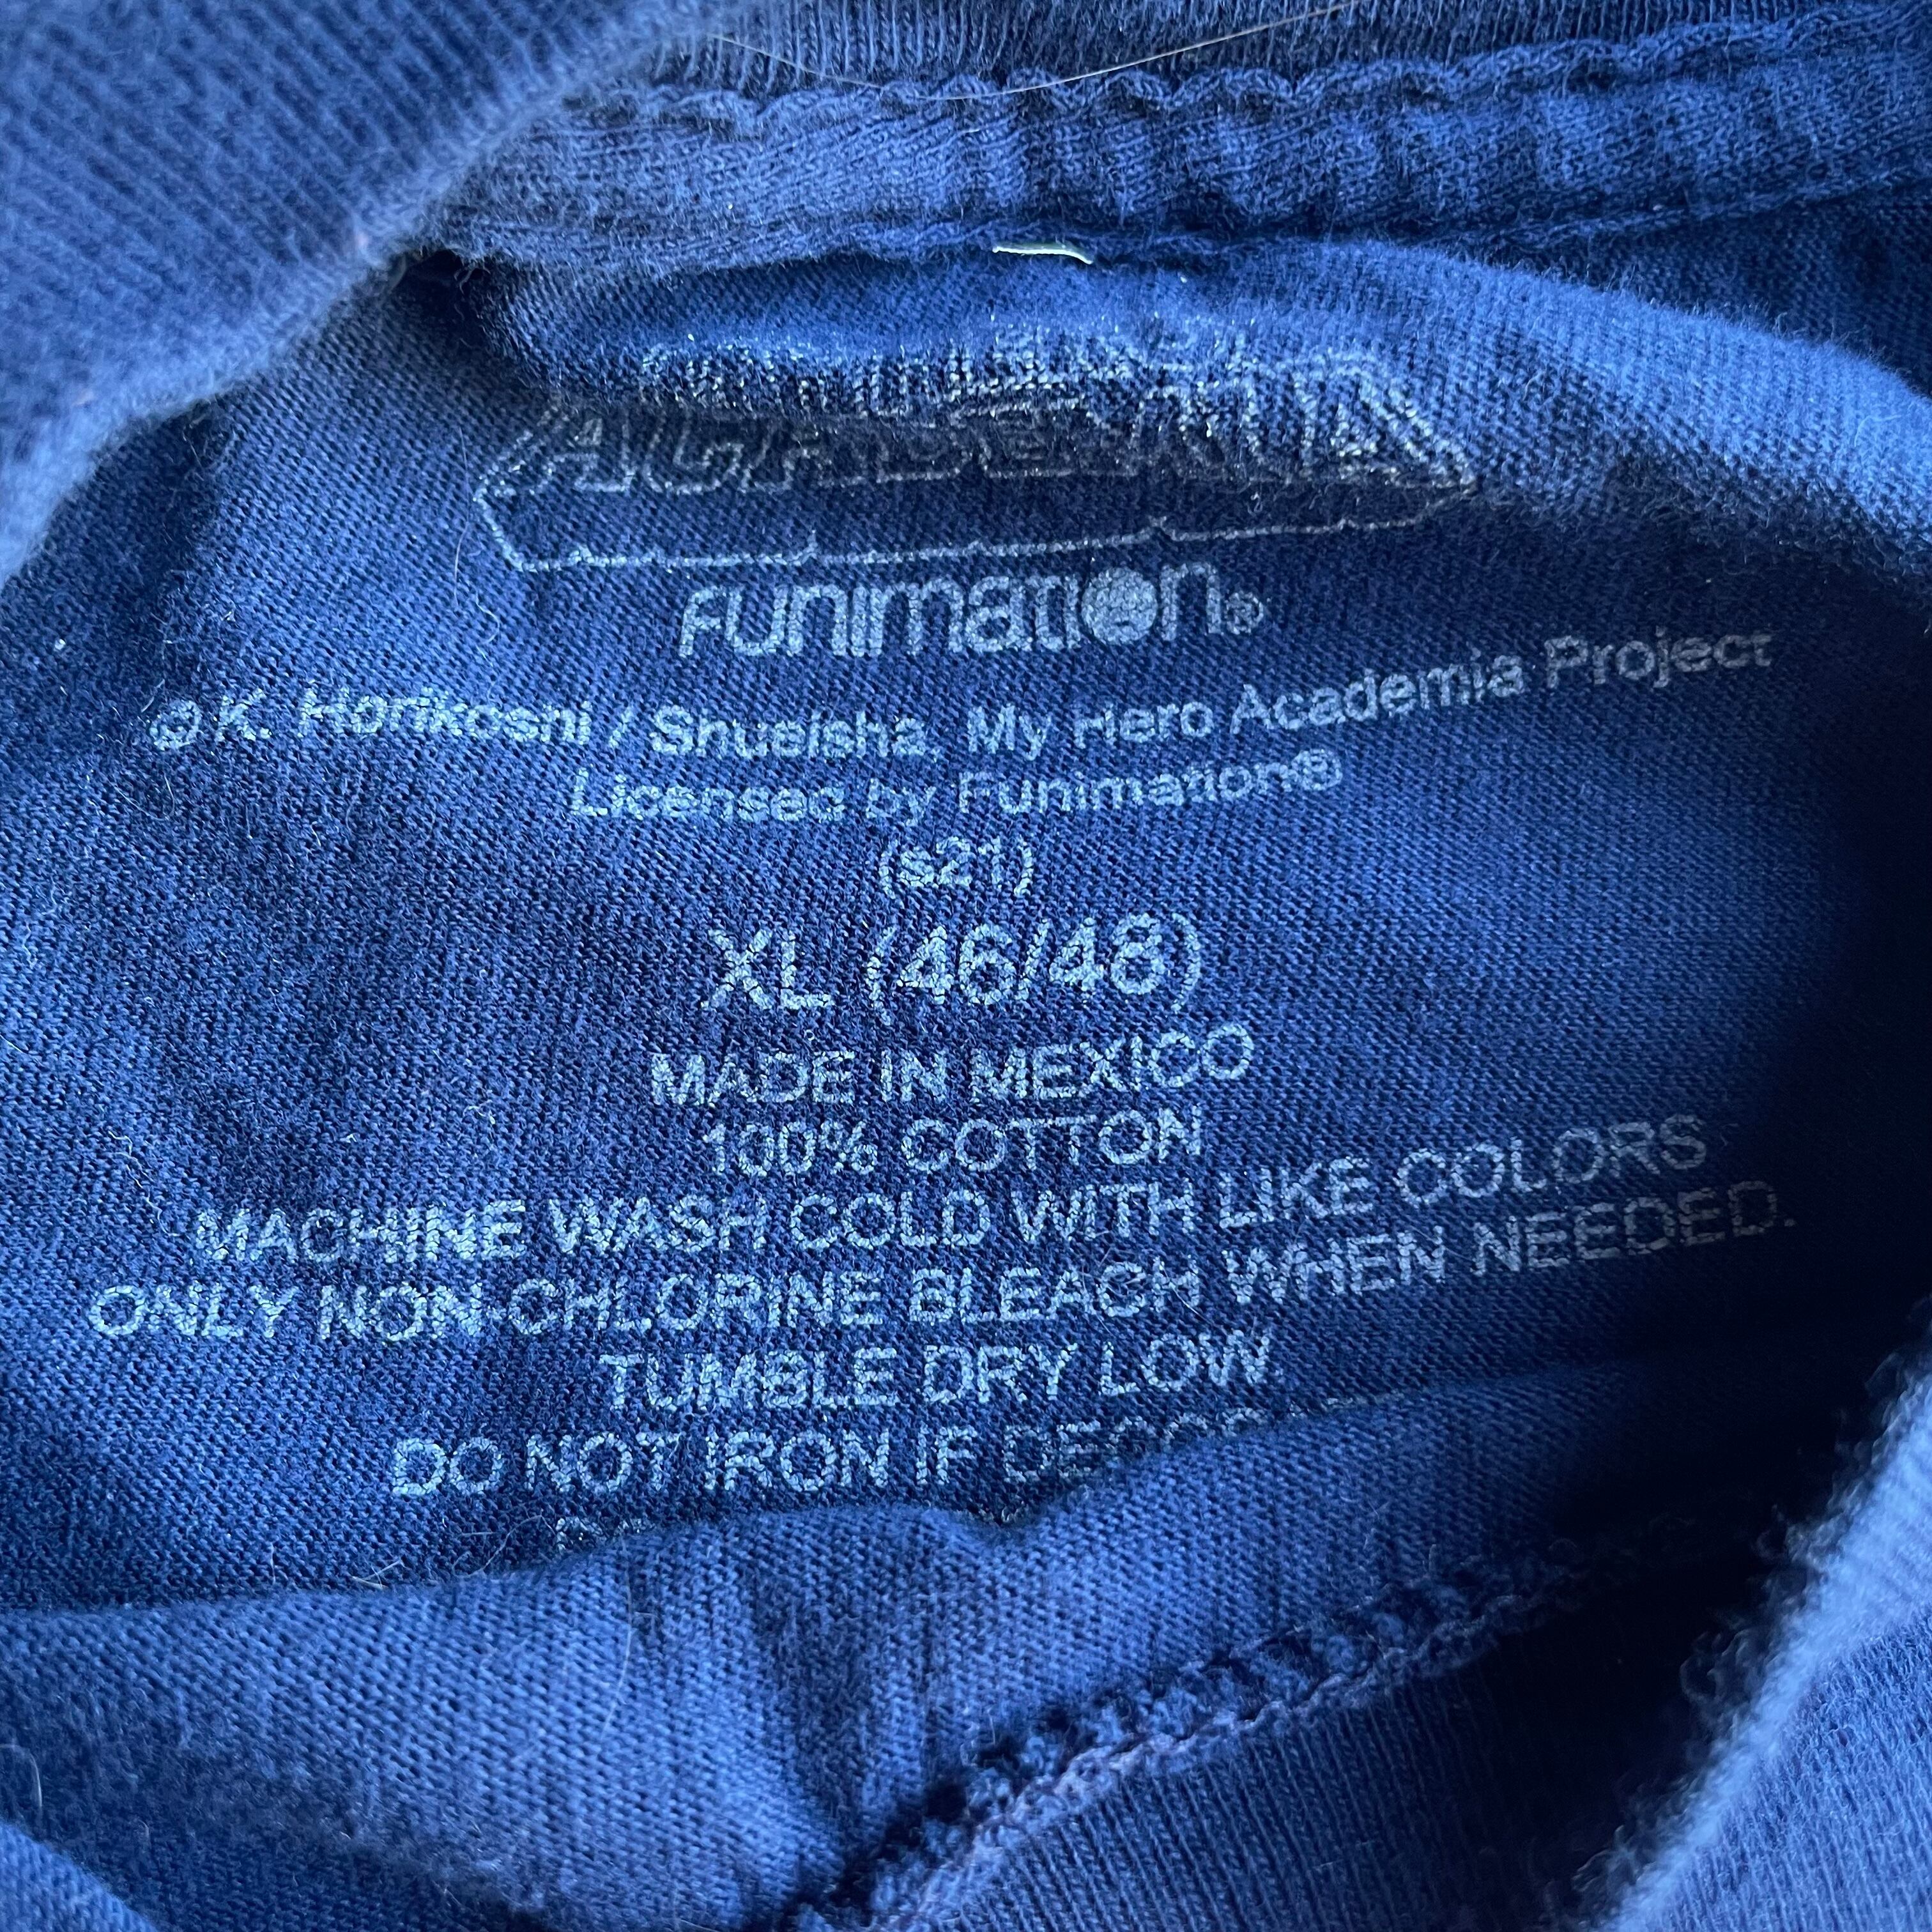 ACADEMIA
FUNIMATION®
© K. Horikoshi / Shueisha, My Hero Academia Project
Licensed by Funimation®
(s21)
XL (46/48)
MADE IN MEXICO
100% COTTON
MACHINE WASH COLD WITH LIKE COLORS
ONLY NON-CHLORINE BLEACH WHEN NEEDED.
TUMBLE DRY LOW.
DO NOT IRON IF